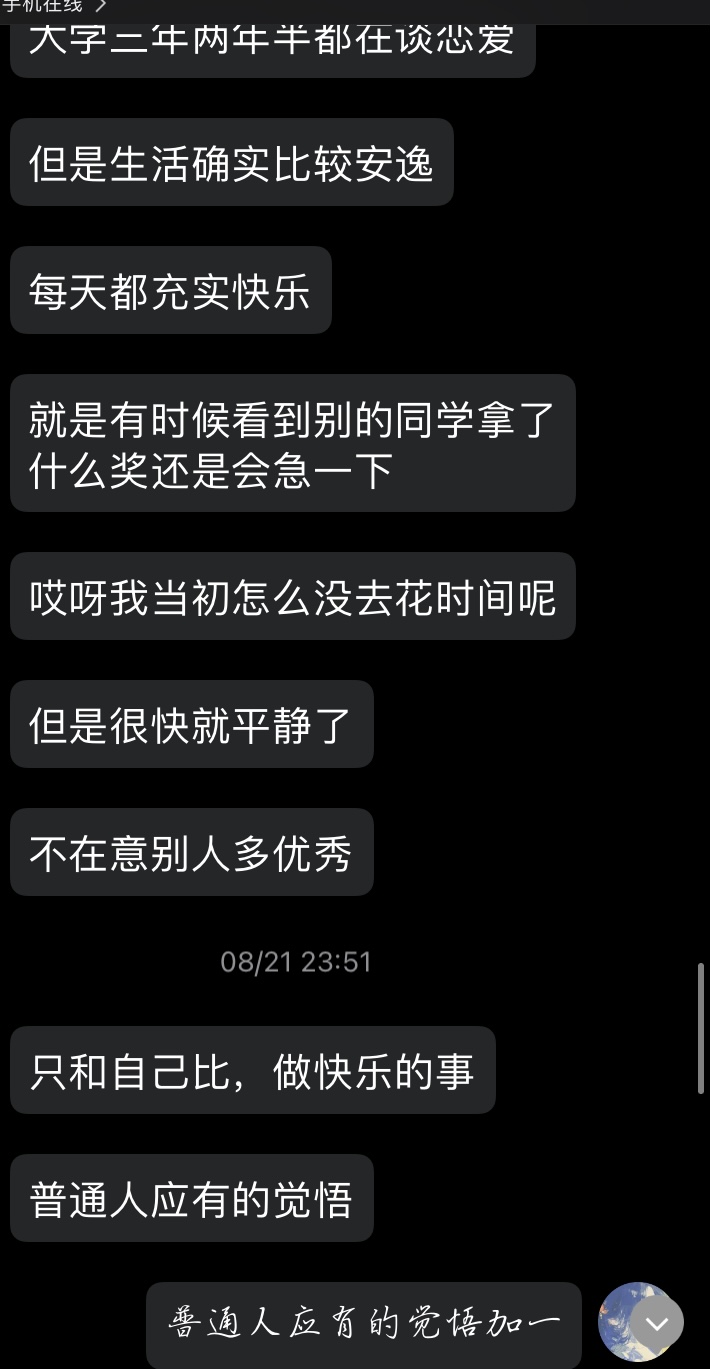 手机在线 >
大学三年两年半都在谈恋爱
但是生活确实比较安逸
每天都充实快乐
就是有时候看到别的同学拿了
什么奖还是会急一下
哎呀我当初怎么没去花时间呢
但是很快就平静了
不在意别人多优秀
08/21 23:51
只和自己比，做快乐的事
普通人应有的觉悟
普通人应有的觉悟加一